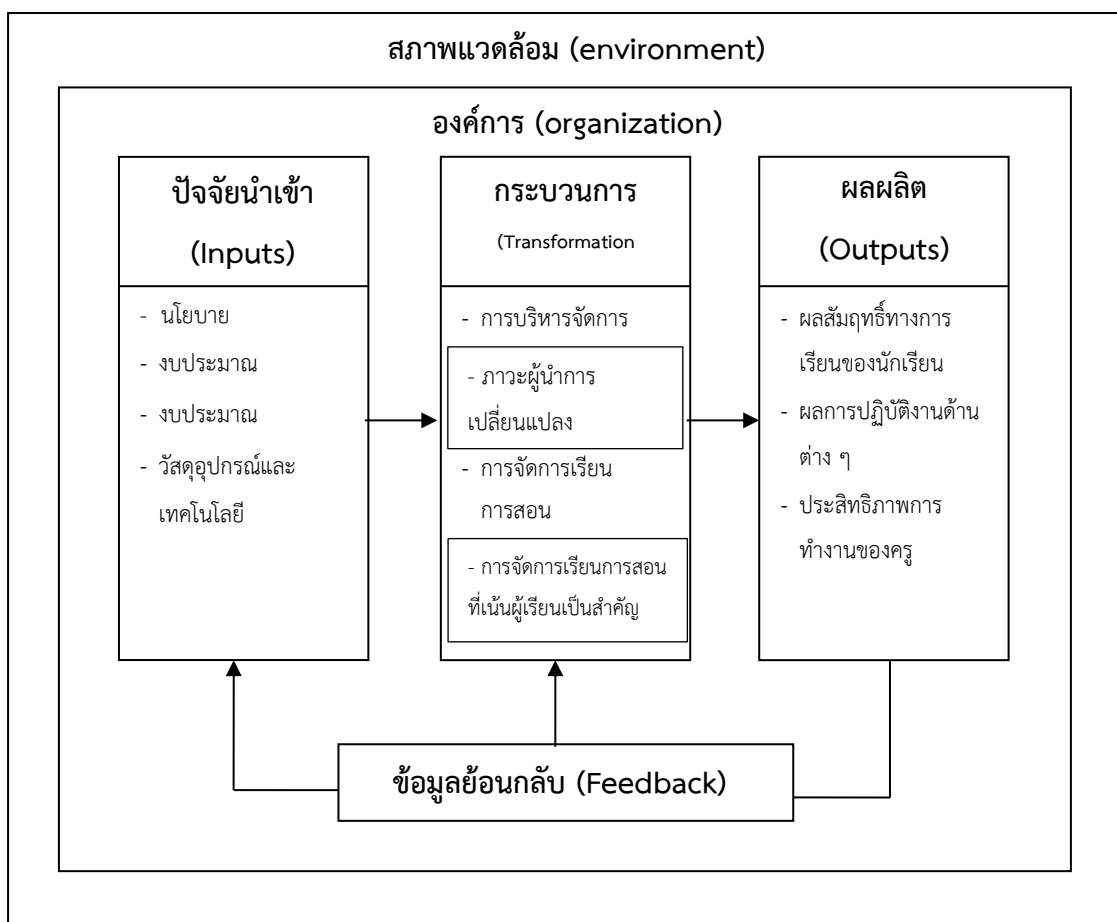 สภาพแวดล้อม (environment)
องค์การ (organization)
ปัจจัยนำเข้า
(Inputs)
- นโยบาย
- งบประมาณ
- งบประมาณ
- วัสดุอุปกรณ์และ
เทคโนโลยี
กระบวนการ
(Transformation
- การบริหารจัดการ
- ภาวะผู้นำการ
เปลี่ยนแปลง
- การจัดการเรียน
การสอน
- การจัดการเรียนการสอน
ที่เน้นผู้เรียนเป็นสำคัญ
ผลผลิต
(Outputs)
- ผลสัมฤทธิ์ทางการ
เรียนของนักเรียน
- ผลการปฏิบัติงานด้าน
ต่าง ๆ
- ประสิทธิภาพการ
ทำงานของครู
ข้อมูลย้อนกลับ (Feedback)